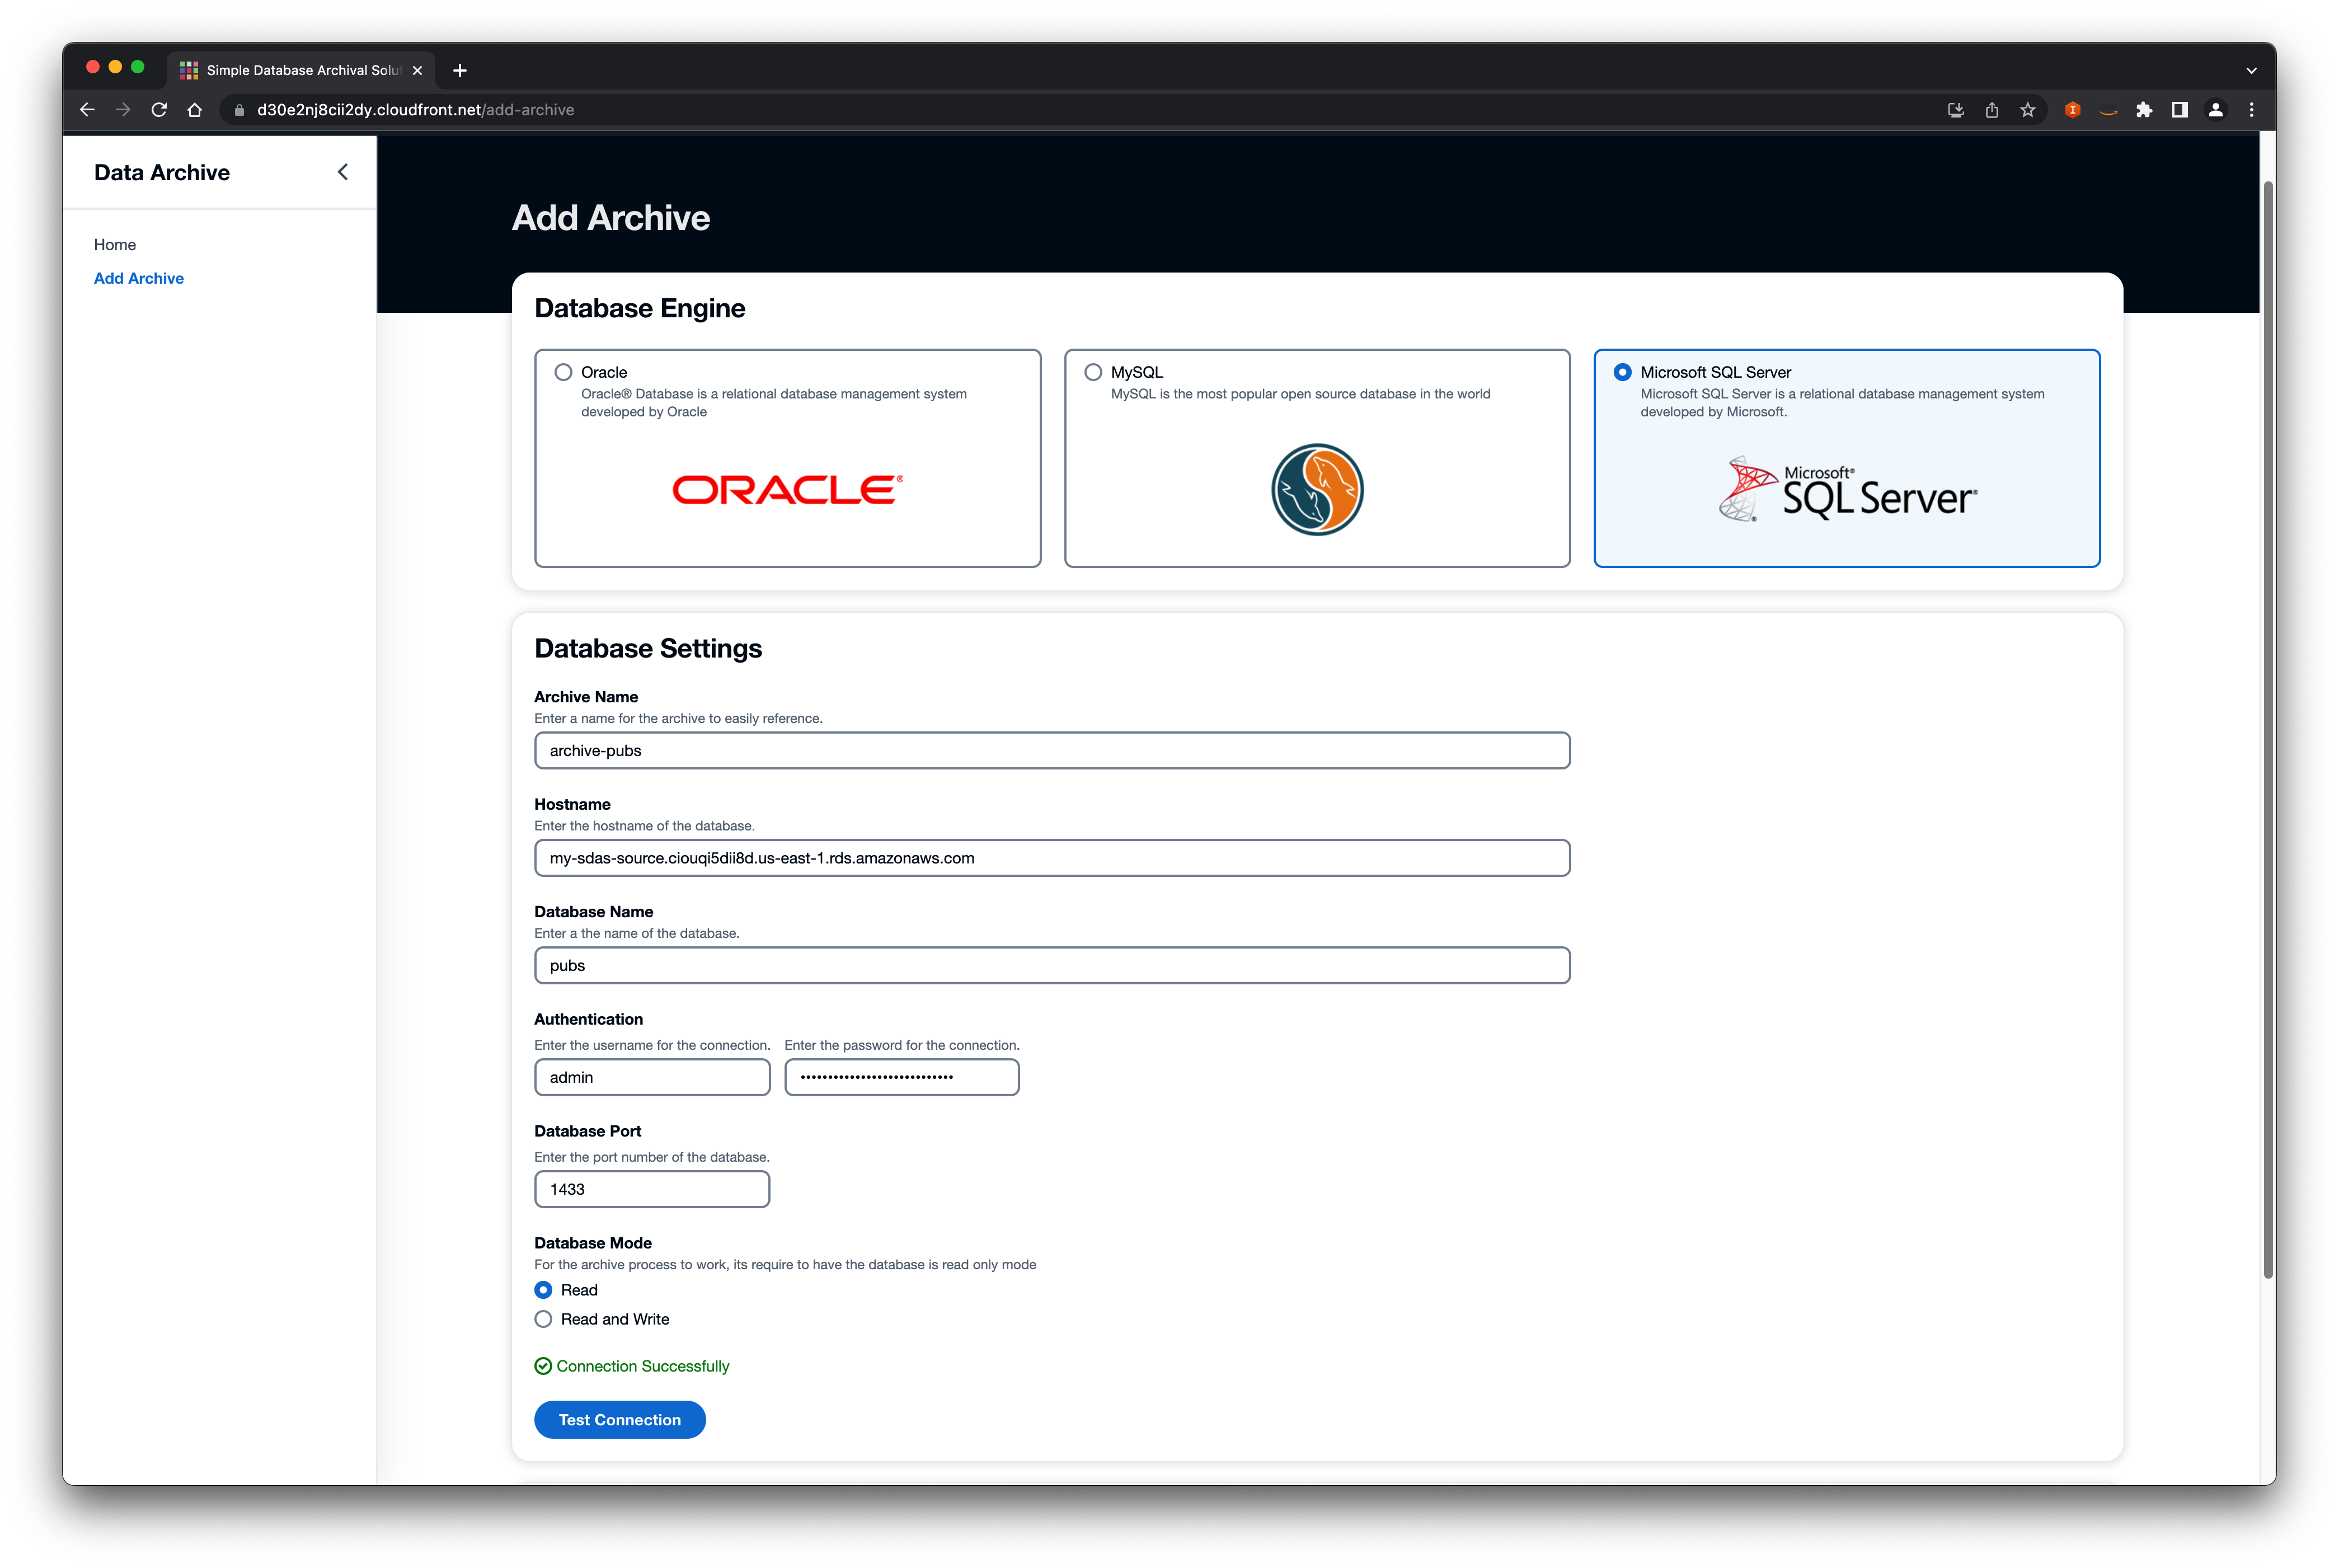 Simple Database Archival Solut
d30e2nj8cii2dy.cloudfront.net/add-archive
Data Archive
Home
Add Archive
Add Archive
Database Engine
Oracle
Oracle® Database is a relational database management system
developed by Oracle
ORACLE®
MySQL
MySQL is the most popular open source database in the world
Microsoft SQL Server
Microsoft SQL Server is a relational database management system
developed by Microsoft.
Microsoft®
SQL Server®
Database Settings
Archive Name
Enter a name for the archive to easily reference.
archive-pubs
Hostname
Enter the hostname of the database.
my-sdas-source.ciouqi5dii8d.us-east-1.rds.amazonaws.com
Database Name
Enter a the name of the database.
pubs
Authentication
Enter the username for the connection. Enter the password for the connection.
admin ••••••••••••••••••••••••••••
Database Port
Enter the port number of the database.
1433
Database Mode
For the archive process to work, its require to have the database is read only mode
Read
Read and Write
Connection Successfully
Test Connection